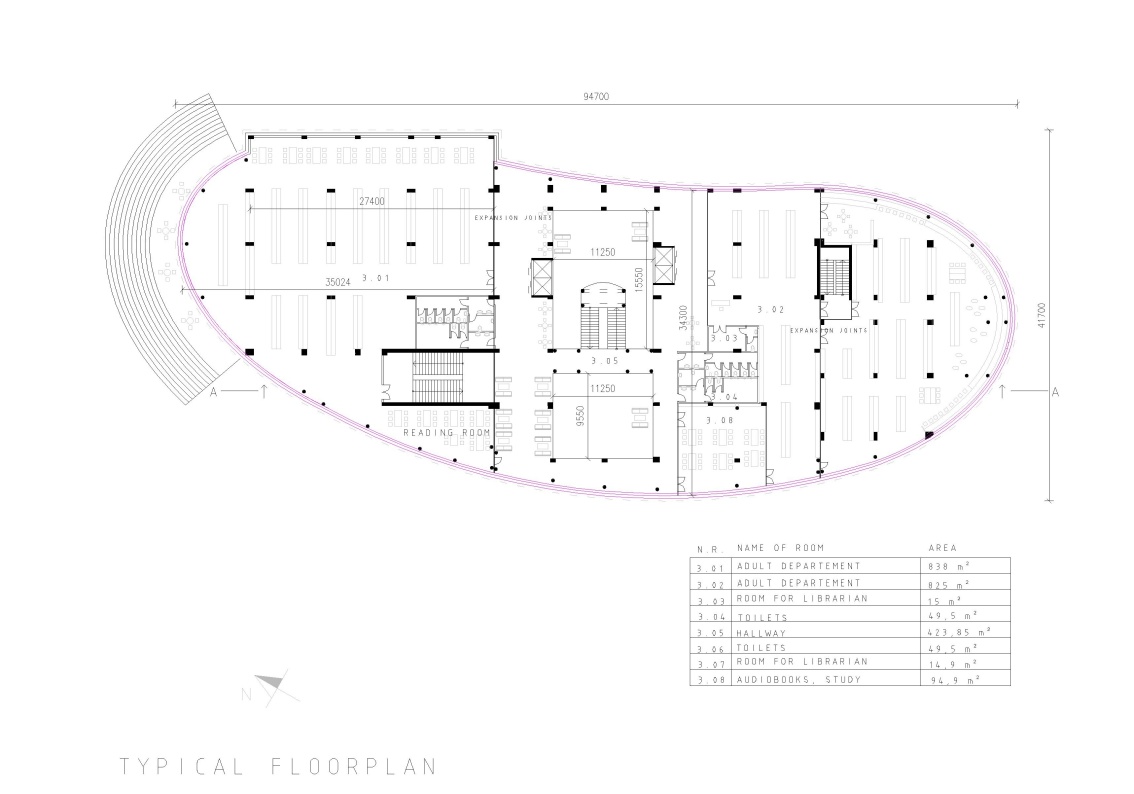 94700
27400
EXPANSION JOINTS
11250
15550
35024
3.01
34300
3.02
41700
EXPANSION JOINTS
3.03
3.05
A
A
11250
9550
3.04
3.08
READING ROOM
N.R. NAME OF ROOM AREA
3.01 ADULT DEPARTEMENT 838 m²
3.02 ADULT DEPARTEMENT 825 m²
3.03 ROOM FOR LIBRARIAN 15 m²
3.04 TOILETS 49,5 m²
3.05 HALLWAY 423,85 m²
3.06 TOILETS 49,5 m²
3.07 ROOM FOR LIBRARIAN 14,9 m²
3.08 AUDIOBOOKS, STUDY 94,9 m²
N
TYPICAL FLOORPLAN